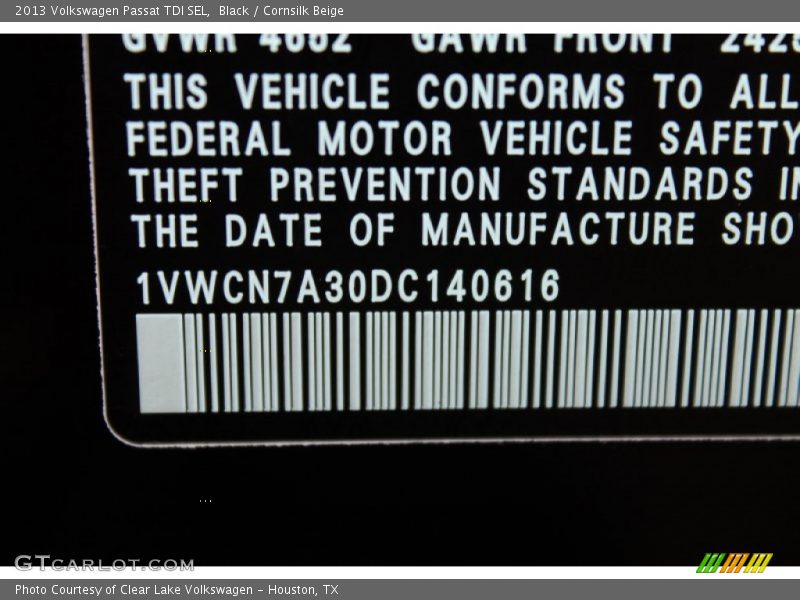 2013 Volkswagen Passat TDI SEL, Black / Cornsilk Beige
GVWR 4662 GAWR FRONT 242
THIS VEHICLE CONFORMS TO ALL
FEDERAL MOTOR VEHICLE SAFETY
THEFT PREVENTION STANDARDS IN
THE DATE OF MANUFACTURE SHO
1VWCN7A30DC140616
GTCARLOT.COM
Photo Courtesy of Clear Lake Volkswagen – Houston, TX